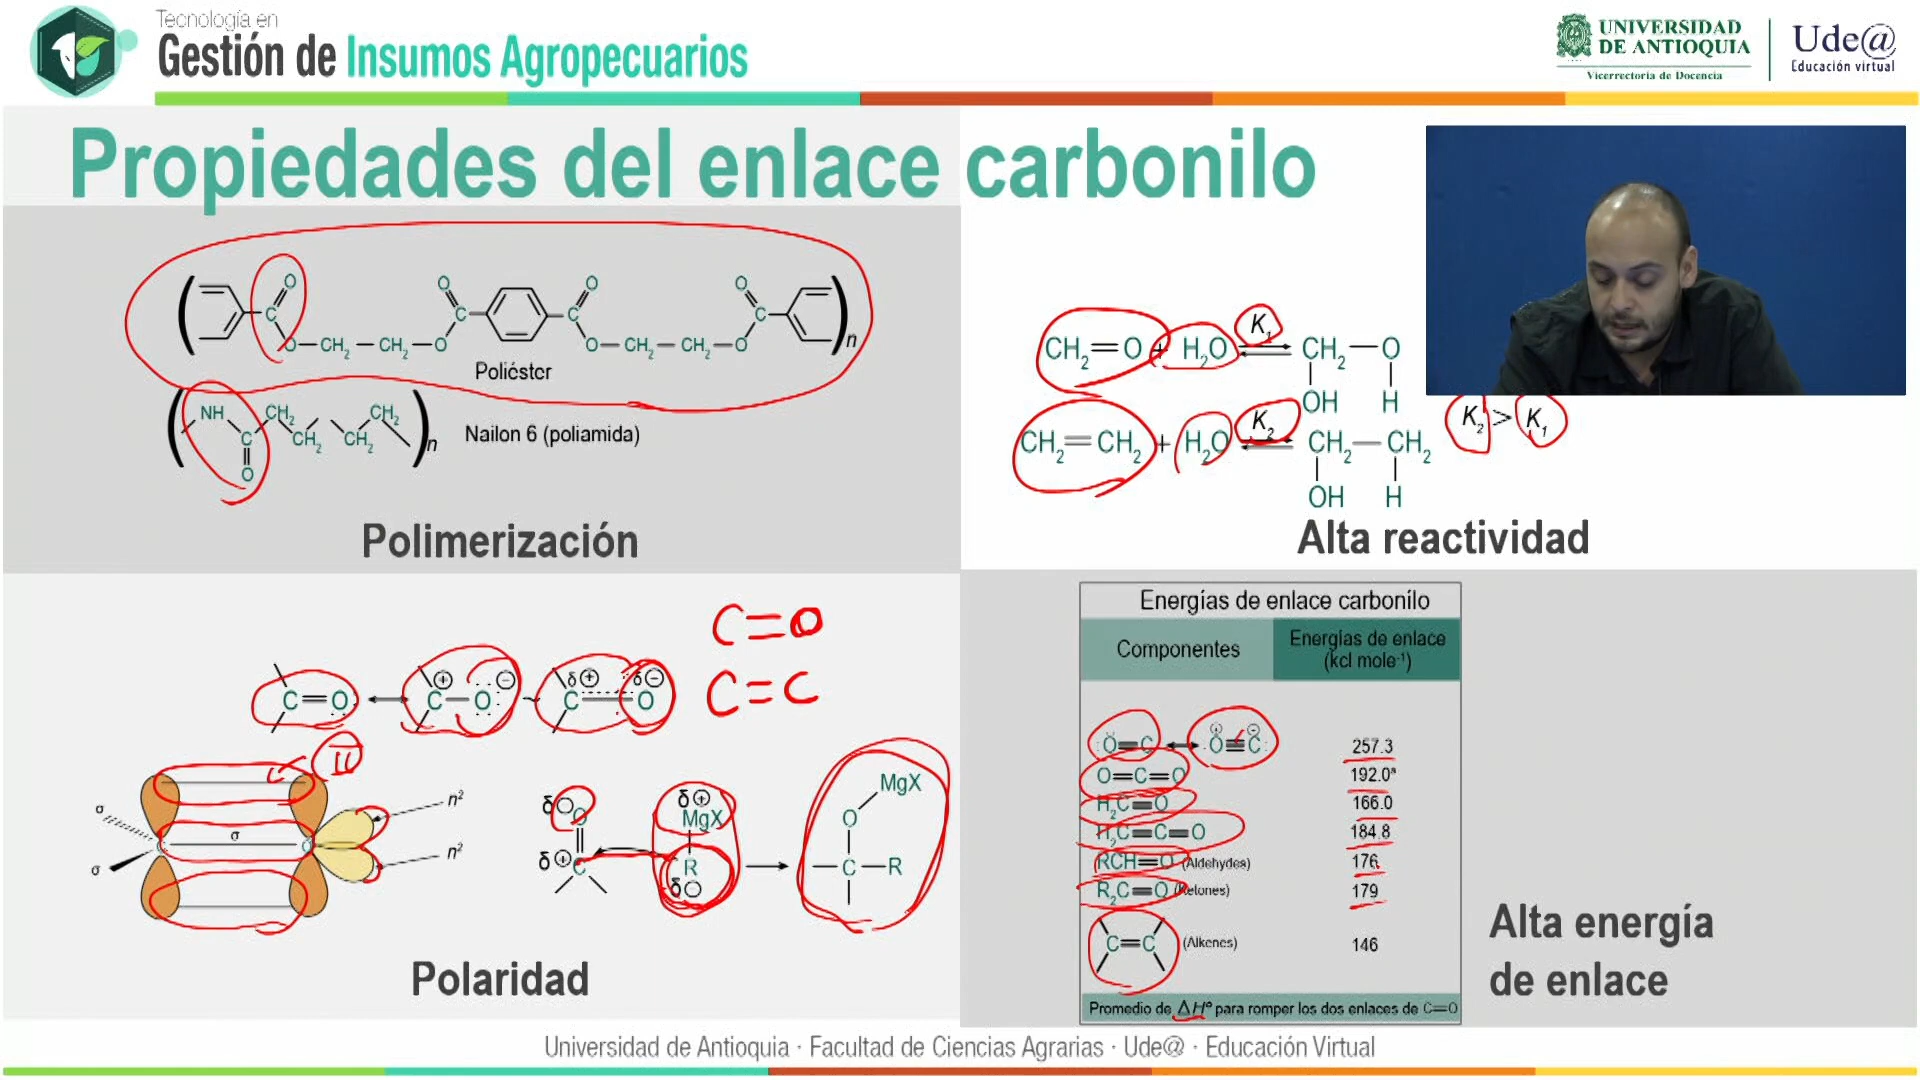 Tecnología en
Gestión de Insumos Agropecuarios
UNIVERSIDAD
DE ANTIOQUIA
Vicerrectoría de Docencia
Ude@
Educación virtual
Propiedades del enlace carbonilo
O O O O
C C C C
O—CH2—CH2—O O—CH2—CH2—O
n
Poliéster
NH CH2 CH2
C CH2 CH2
O
n
Nailon 6 (poliamida)
Polimerización
CH2=O + H2O K1 CH2—O
OH H
CH2=CH2 + H2O K2 CH2—CH2
OH H
K2 > K1
Alta reactividad
C=O
C=C
C=O C—O C O
⊕ ⊖ δ⊕ δ⊖
π
σ
σ
σ
C
n2
n2
δ⊖ O
δ⊕ C
δ⊕
MgX
R
δ⊖
MgX
O
C—R
Polaridad
Energías de enlace carbonilo
Componentes
Energías de enlace
(kcl mole-1)
O=C O≡C 257.3
O=C=O 192.0ª
H2C=O 166.0
H2C=C=O 184.8
RCH=O (Aldehydes) 176
R2C=O (Ketones) 179
C=C (Alkenes) 146
Promedio de ΔHº para romper los dos enlaces de C=O
Alta energía
de enlace
Universidad de Antioquia · Facultad de Ciencias Agrarias · Ude@ · Educación Virtual